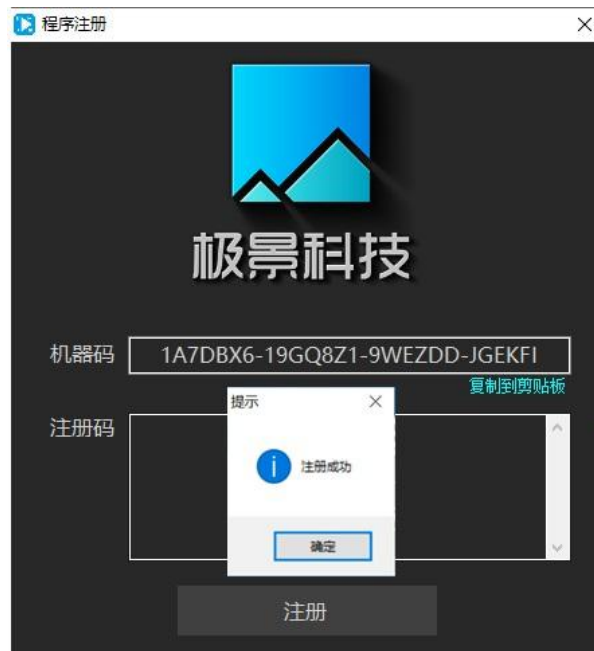 程序注册
极景科技
机器码
1A7DBX6-19GQ8Z1-9WEZDD-JGEKFI
复制到剪贴板
注册码
提示
注册成功
确定
注册